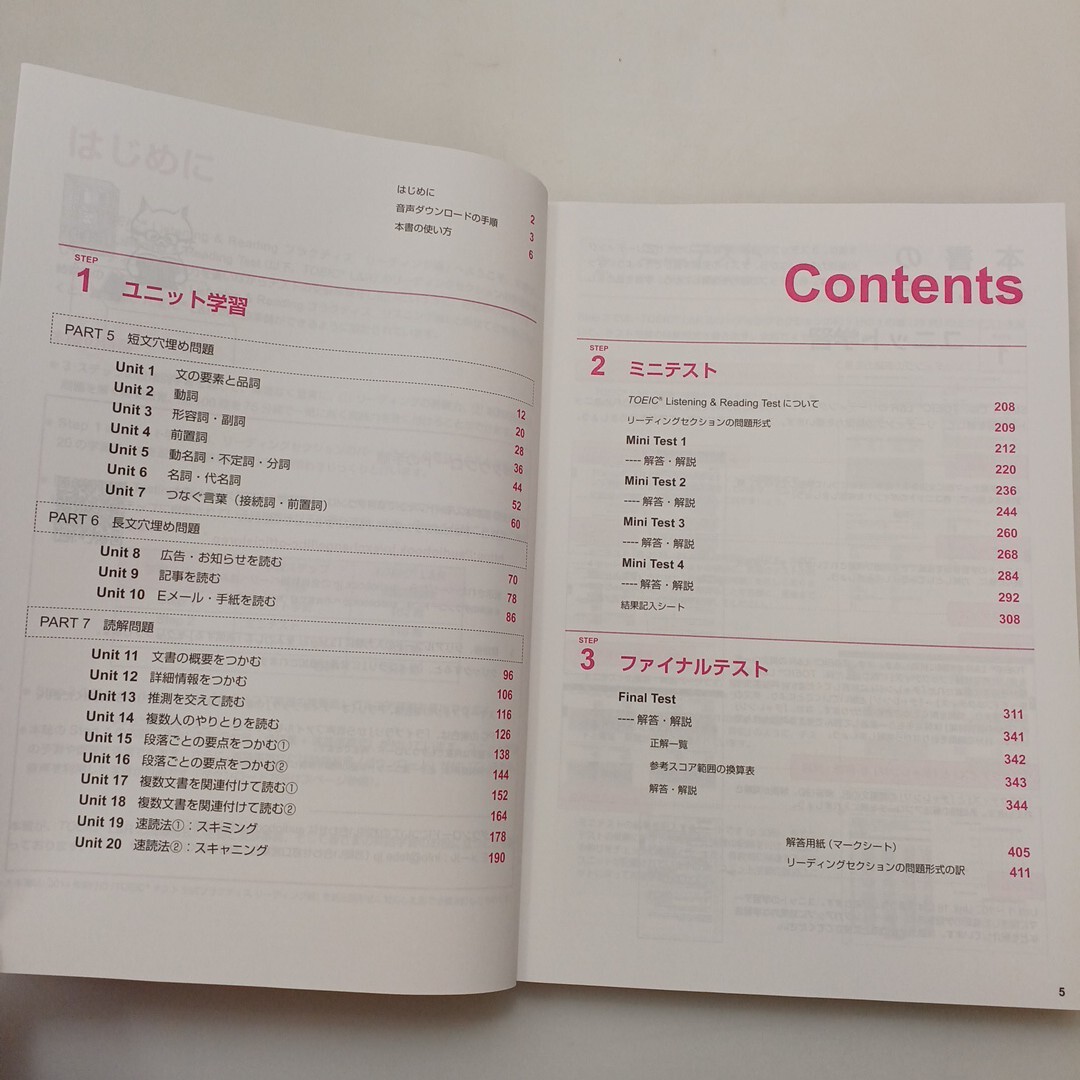 はじめに 2
音声ダウンロードの手順 3
本書の使い方 6
STEP
1 ユニット学習
PART 5 短文穴埋め問題
Unit 1 文の要素と品詞 12
Unit 2 動詞 20
Unit 3 形容詞・副詞 28
Unit 4 前置詞 36
Unit 5 動名詞・不定詞・分詞 44
Unit 6 名詞・代名詞 52
Unit 7 つなぐ言葉（接続詞・前置詞） 60
PART 6 長文穴埋め問題
Unit 8 広告・お知らせを読む 70
Unit 9 記事を読む 78
Unit 10 Eメール・手紙を読む 86
PART 7 読解問題
Unit 11 文書の概要をつかむ 96
Unit 12 詳細情報をつかむ 106
Unit 13 推測を交えて読む 116
Unit 14 複数人のやりとりを読む 126
Unit 15 段落ごとの要点をつかむ① 138
Unit 16 段落ごとの要点をつかむ② 144
Unit 17 複数文書を関連付けて読む① 152
Unit 18 複数文書を関連付けて読む② 164
Unit 19 速読法①：スキミング 178
Unit 20 速読法②：スキャニング 190
Contents
STEP
2 ミニテスト
TOEIC® Listening & Reading Test について 208
リーディングセクションの問題形式 209
Mini Test 1 212
---- 解答・解説 220
Mini Test 2 236
---- 解答・解説 244
Mini Test 3 260
---- 解答・解説 268
Mini Test 4 284
---- 解答・解説 292
結果記入シート 308
STEP
3 ファイナルテスト
Final Test 311
---- 解答・解説 341
正解一覧 342
参考スコア範囲の換算表 343
解答・解説 344
解答用紙（マークシート） 405
リーディングセクションの問題形式の訳 411
5